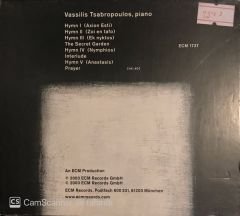 Vassilis Tsabropoulos, piano
Hymn I (Axion Esti)
Hymn II (Zoi en tafo)
Hymn III (Ek nyktos)
The Secret Garden
Hymn IV (Nymphios)
Interlude
Hymn V (Anastasis)
Prayer
ECM 1737
An ECM Production
© 2003 ECM Records GmbH
℗ 2003 ECM Records GmbH
ECM Records, Postfach 600 331, 81203 München
www.ecmrecords.com
CS CamScanner